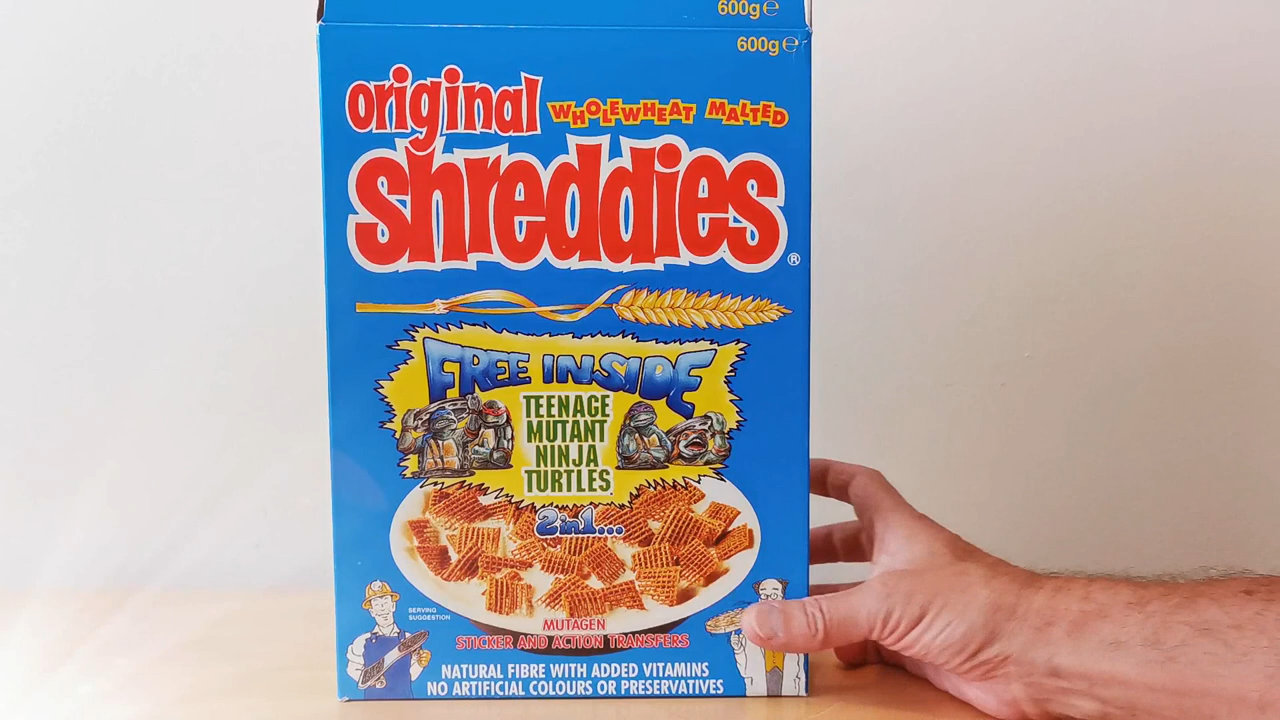 600g e
600g e
original WHOLEWHEAT MALTED
shreddies ®
FREE INSIDE
TEENAGE
MUTANT
NINJA
TURTLES
2 in 1...
SERVING
SUGGESTION
MUTAGEN
STICKER AND ACTION TRANSFERS
NATURAL FIBRE WITH ADDED VITAMINS
NO ARTIFICIAL COLOURS OR PRESERVATIVES